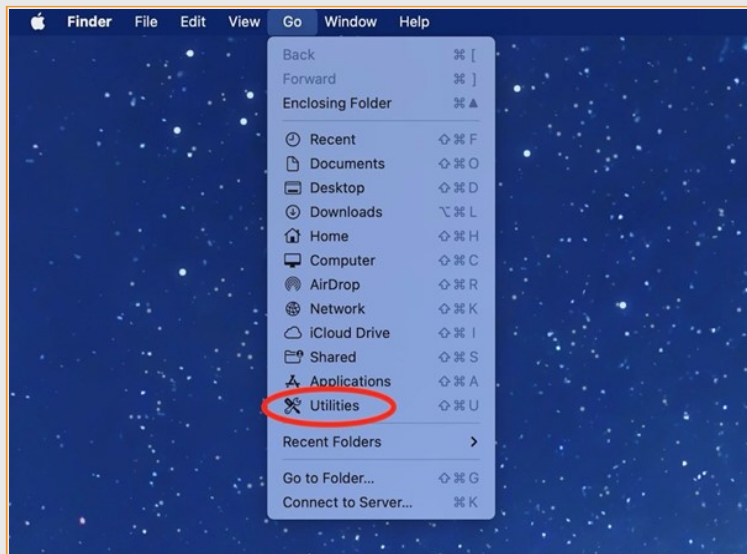 Finder File Edit View Go Window Help
Back ⌘ [
Forward ⌘ ]
Enclosing Folder ⌘ ▲
Recent ⇧ ⌘ F
Documents ⇧ ⌘ O
Desktop ⇧ ⌘ D
Downloads ⌥ ⌘ L
Home ⇧ ⌘ H
Computer ⇧ ⌘ C
AirDrop ⇧ ⌘ R
Network ⇧ ⌘ K
iCloud Drive ⇧ ⌘ I
Shared ⇧ ⌘ S
Applications ⇧ ⌘ A
Utilities ⇧ ⌘ U
Recent Folders >
Go to Folder... ⇧ ⌘ G
Connect to Server... ⌘ K